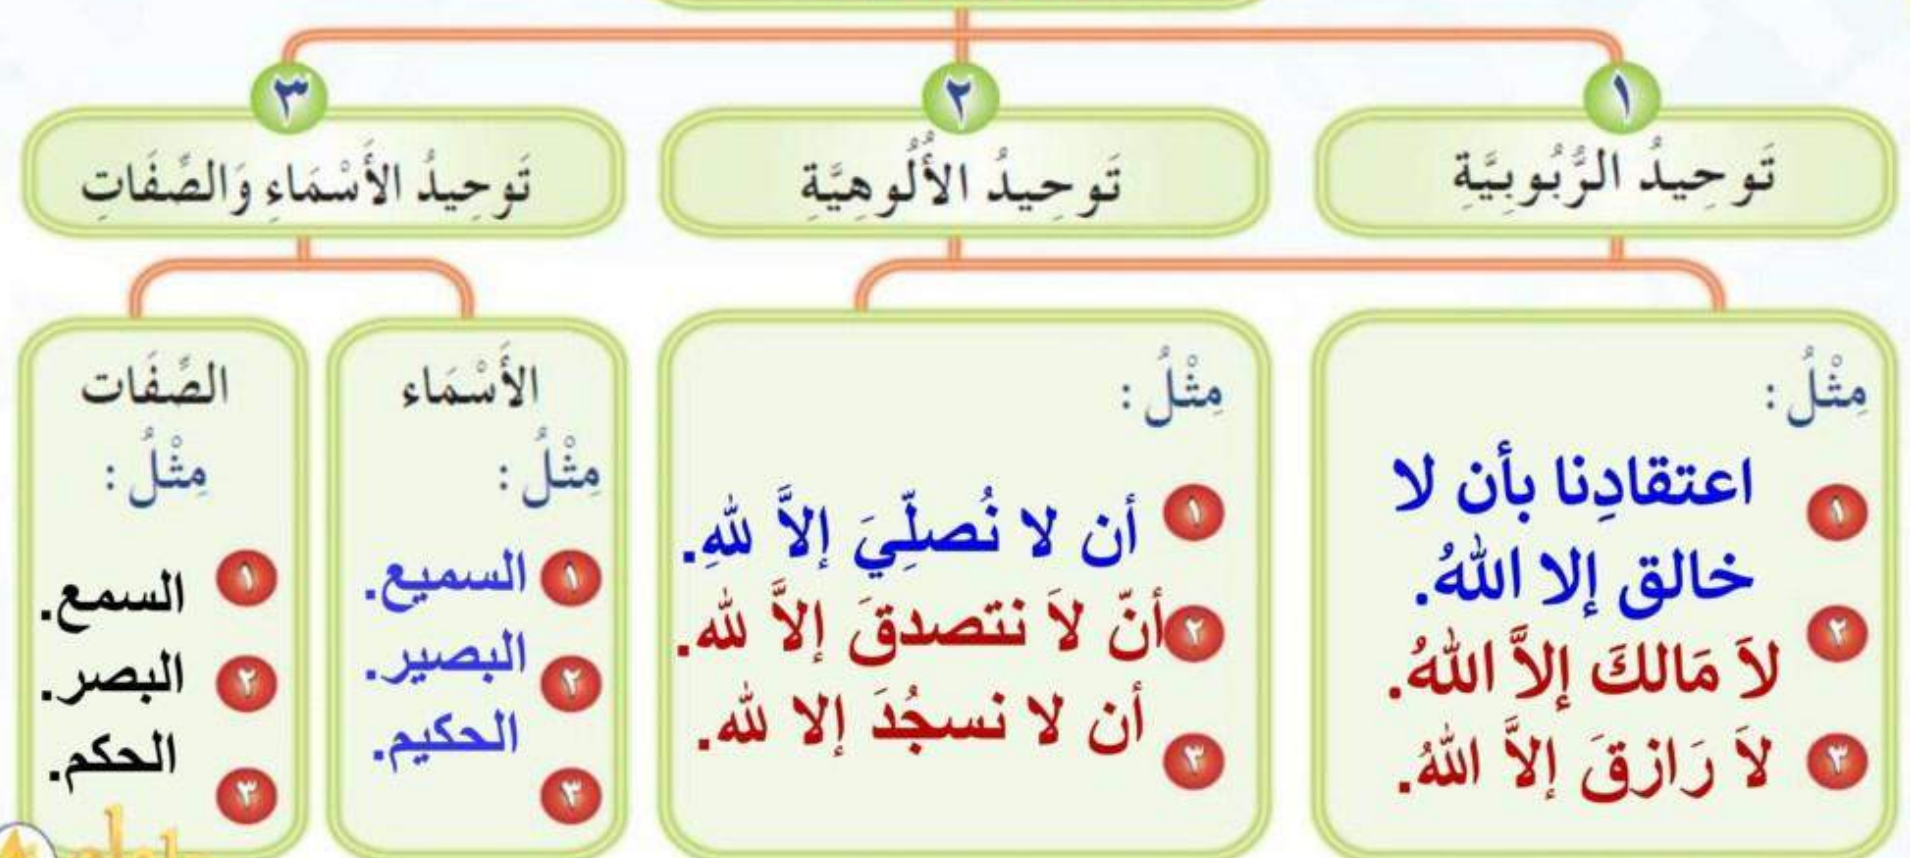 ١
تَوحِيدُ الرُّبُوبِيَّةِ
مِثْلُ :
١ اعتقادِنا بأن لا
خالق إلا اللهُ.
٢ لاَ مَالكَ إلاَّ اللهُ.
٣ لاَ رَازقَ إلاَّ اللهُ.
٢
تَوحِيدُ الأُلُوهِيَّةِ
مِثْلُ :
١ أن لا نُصلِّيَ إلاَّ للهِ.
٢ أنّ لاَ نتصدقَ إلاَّ لله.
٣ أن لا نسجُدَ إلا لله.
٣
تَوحِيدُ الأَسْمَاءِ وَالصِّفَاتِ
الأَسْمَاء
مِثْلُ :
١ السميع.
٢ البصير.
٣ الحكيم.
الصِّفَات
مِثْلُ :
١ السمع.
٢ البصر.
٣ الحكم.